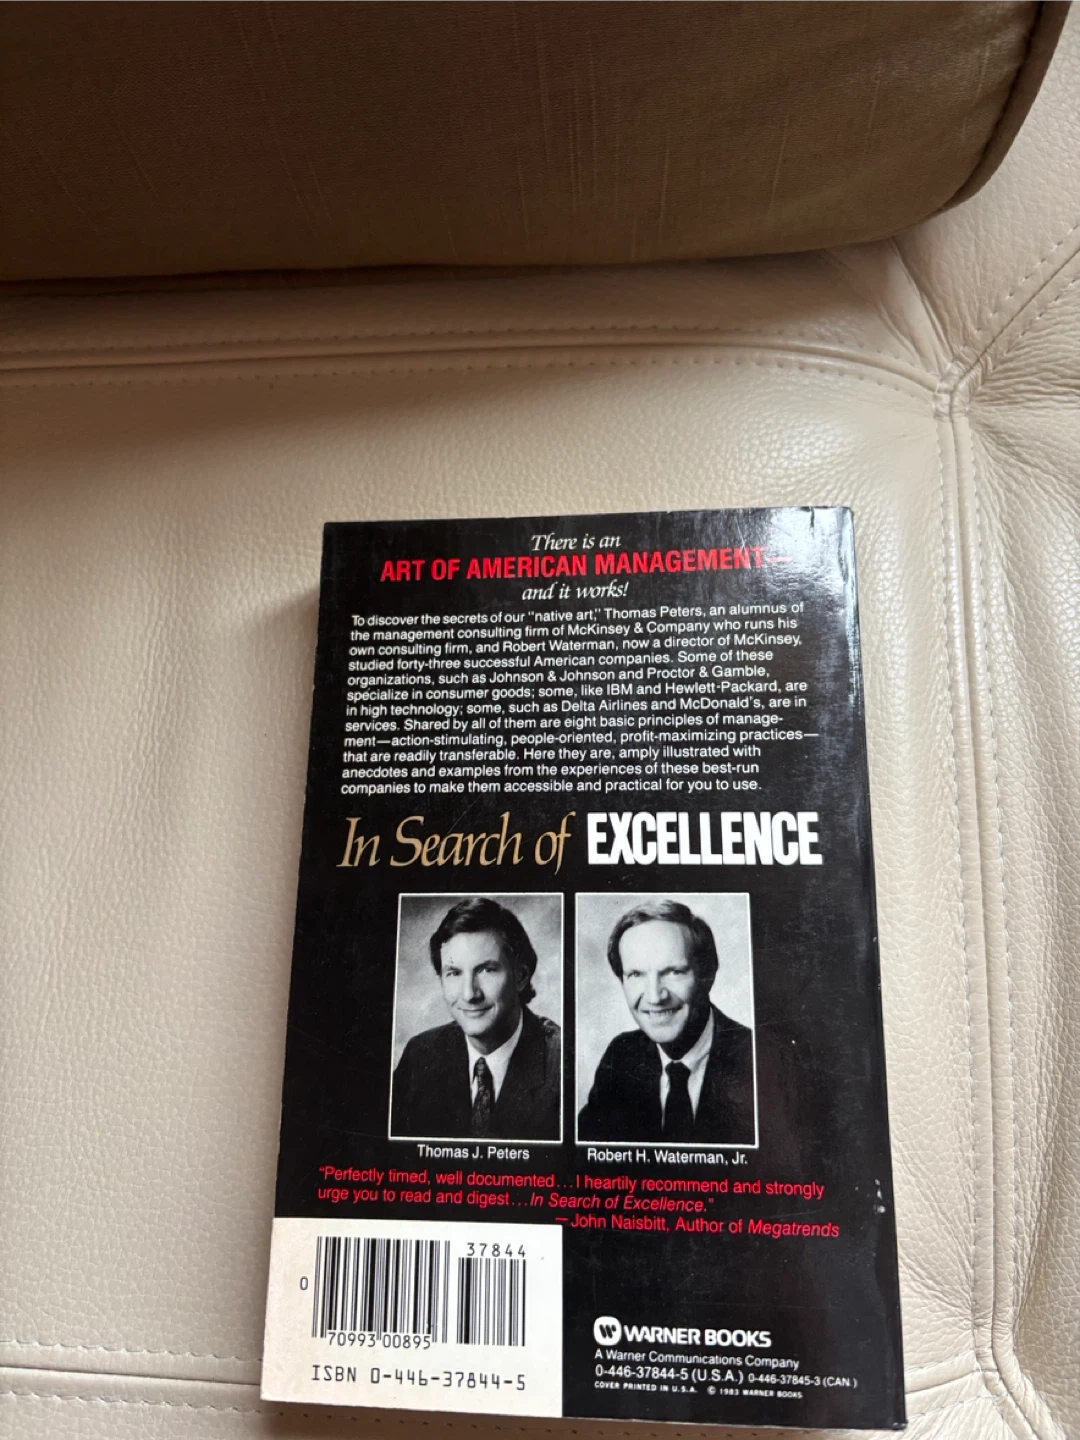 There is an
ART OF AMERICAN MANAGEMENT—
and it works!
To discover the secrets of our "native art," Thomas Peters, an alumnus of
the management consulting firm of McKinsey & Company who runs his
own consulting firm, and Robert Waterman, now a director of McKinsey,
studied forty-three successful American companies. Some of these
organizations, such as Johnson & Johnson and Proctor & Gamble,
specialize in consumer goods; some, like IBM and Hewlett-Packard, are
in high technology; some, such as Delta Airlines and McDonald's, are in
services. Shared by all of them are eight basic principles of manage-
ment—action-stimulating, people-oriented, profit-maximizing practices—
that are readily transferable. Here they are, amply illustrated with
anecdotes and examples from the experiences of these best-run
companies to make them accessible and practical for you to use.
In Search of EXCELLENCE
Thomas J. Peters
Robert H. Waterman, Jr.
"Perfectly timed, well documented...I heartily recommend and strongly
urge you to read and digest...In Search of Excellence."
—John Naisbitt, Author of Megatrends
37844
0
70993 00895
ISBN 0-446-37844-5
W WARNER BOOKS
A Warner Communications Company
0-446-37844-5 (U.S.A.) 0-446-37845-3 (CAN.)
COVER PRINTED IN U.S.A. © 1983 WARNER BOOKS